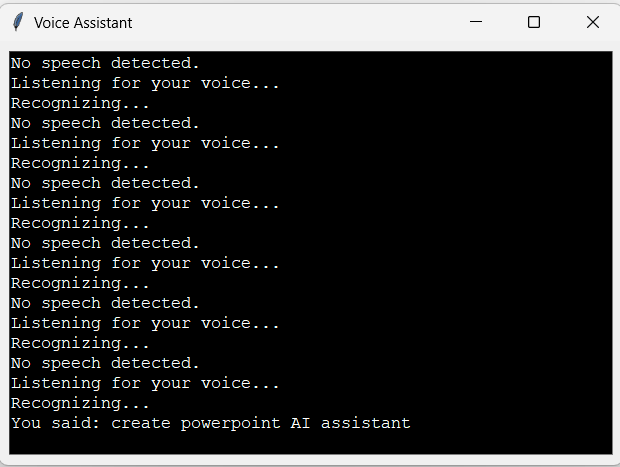 Voice Assistant
No speech detected.
Listening for your voice...
Recognizing...
No speech detected.
Listening for your voice...
Recognizing...
No speech detected.
Listening for your voice...
Recognizing...
No speech detected.
Listening for your voice...
Recognizing...
No speech detected.
Listening for your voice...
Recognizing...
No speech detected.
Listening for your voice...
Recognizing...
You said: create powerpoint AI assistant